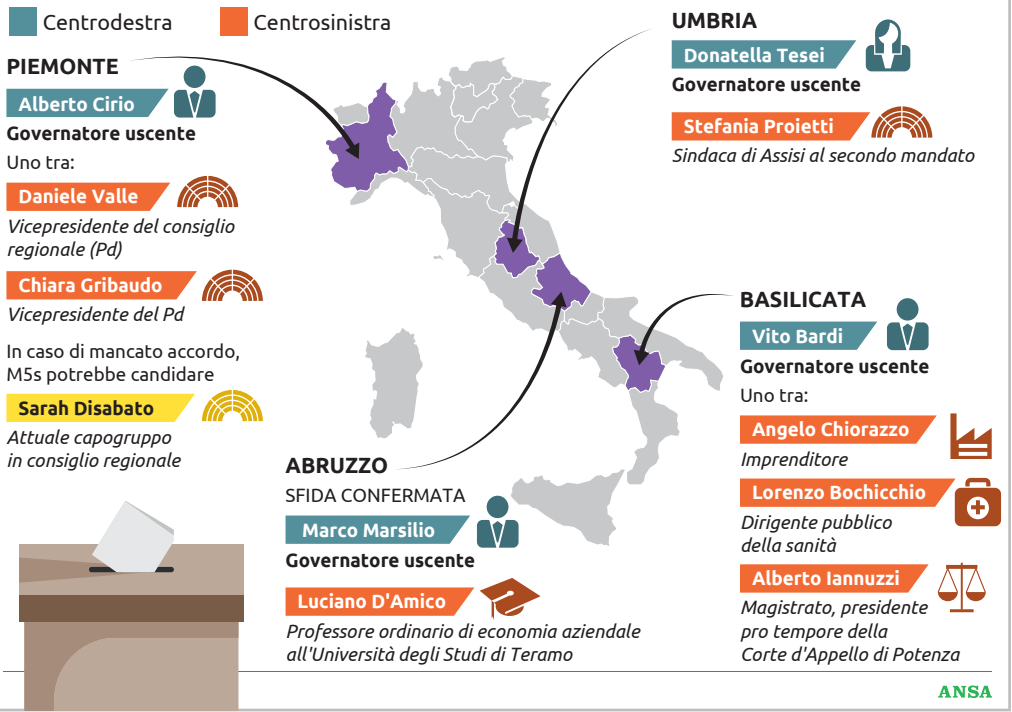 Centrodestra
Centrosinistra
PIEMONTE
Alberto Cirio
Governatore uscente
Uno tra:
Daniele Valle
Vicepresidente del consiglio
regionale (Pd)
Chiara Gribaudo
Vicepresidente del Pd
In caso di mancato accordo,
M5s potrebbe candidare
Sarah Disabato
Attuale capogruppo
in consiglio regionale
UMBRIA
Donatella Tesei
Governatore uscente
Stefania Proietti
Sindaca di Assisi al secondo mandato
ABRUZZO
SFIDA CONFERMATA
Marco Marsilio
Governatore uscente
Luciano D'Amico
Professore ordinario di economia aziendale
all'Università degli Studi di Teramo
BASILICATA
Vito Bardi
Governatore uscente
Uno tra:
Angelo Chiorazzo
Imprenditore
Lorenzo Bochicchio
Dirigente pubblico
della sanità
Alberto Iannuzzi
Magistrato, presidente
pro tempore della
Corte d'Appello di Potenza
ANSA